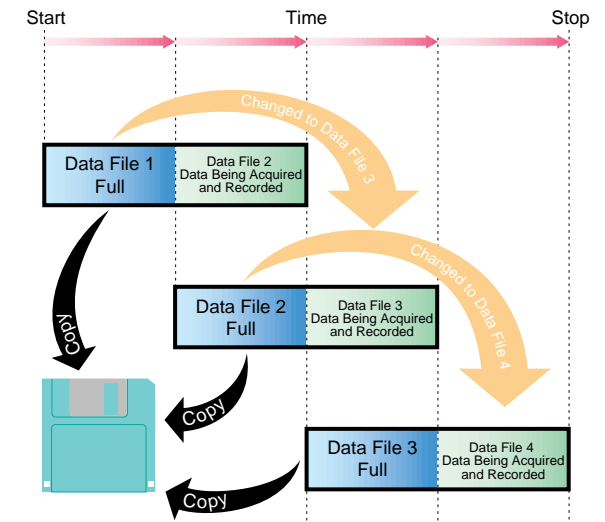 Start
Time
Stop
Changed to Data File 3
Data File 1
Full
Data File 2
Data Being Acquired
and Recorded
Copy
Changed to Data File 4
Data File 2
Full
Data File 3
Data Being Acquired
and Recorded
Copy
Data File 3
Full
Data File 4
Data Being Acquired
and Recorded
Copy